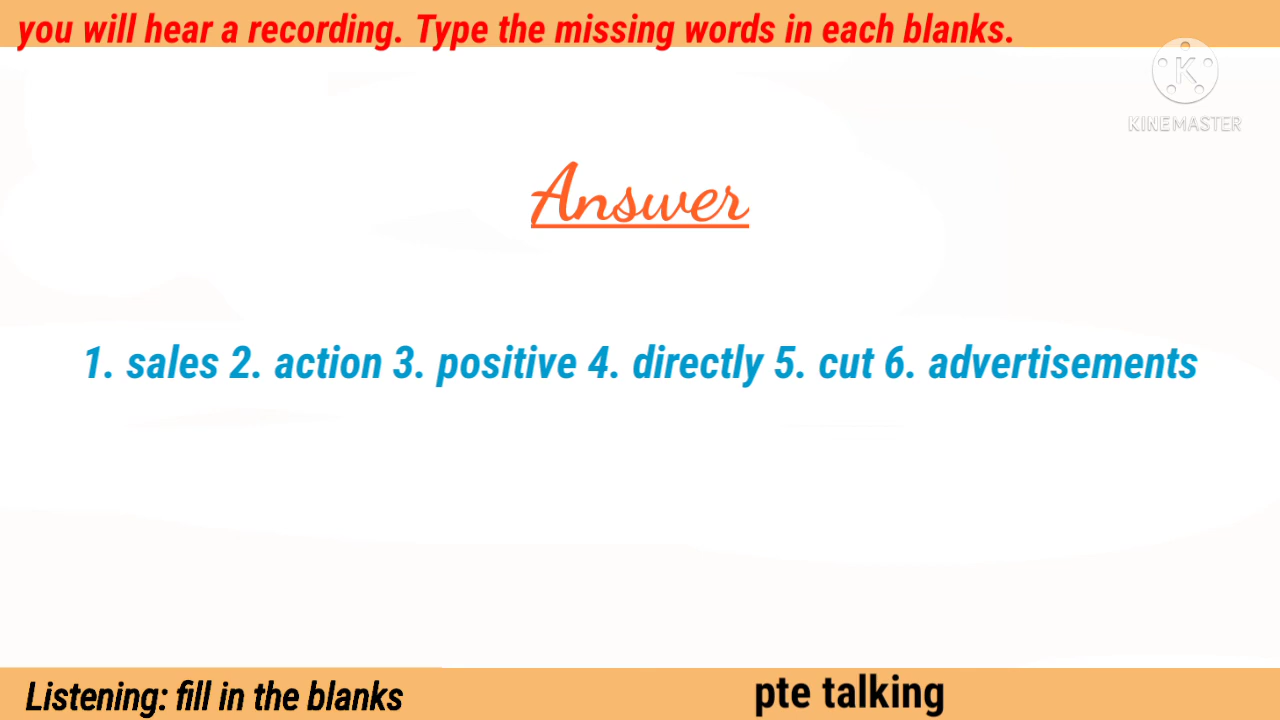 you will hear a recording. Type the missing words in each blanks.
K
KINEMASTER
Answer
1. sales 2. action 3. positive 4. directly 5. cut 6. advertisements
Listening: fill in the blanks
pte talking